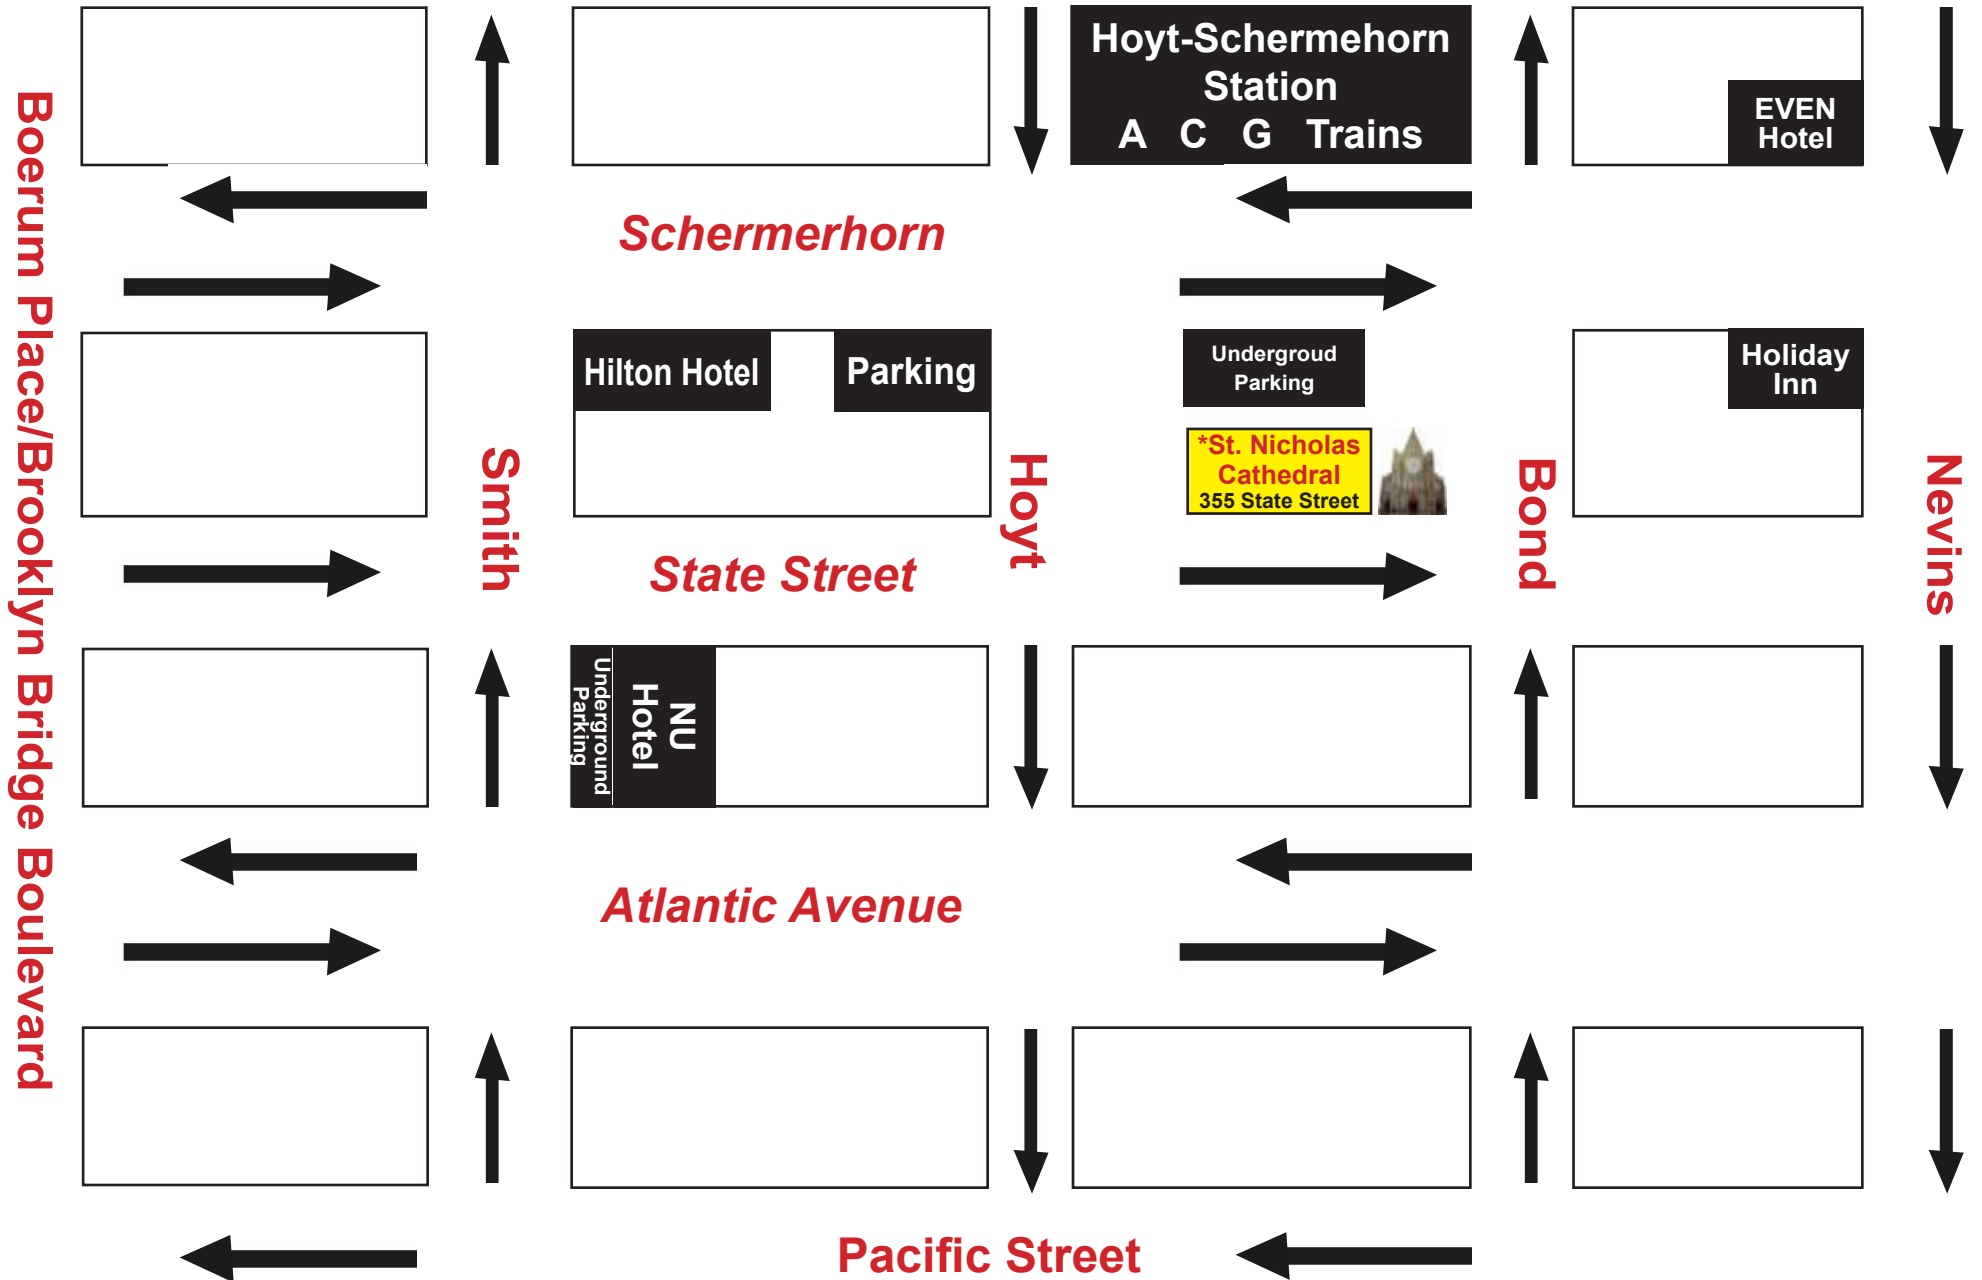 Hoyt-Schermehorn
Station
A C G Trains
EVEN
Hotel
Boerum Place/Brooklyn Bridge Boulevard
Schermerhorn
Hilton Hotel
Parking
Undergroud
Parking
Holiday
Inn
*St. Nicholas
Cathedral
355 State Street
Smith
Hoyt
Bond
Nevins
State Street
Underground
Parking
NU
Hotel
Atlantic Avenue
Pacific Street